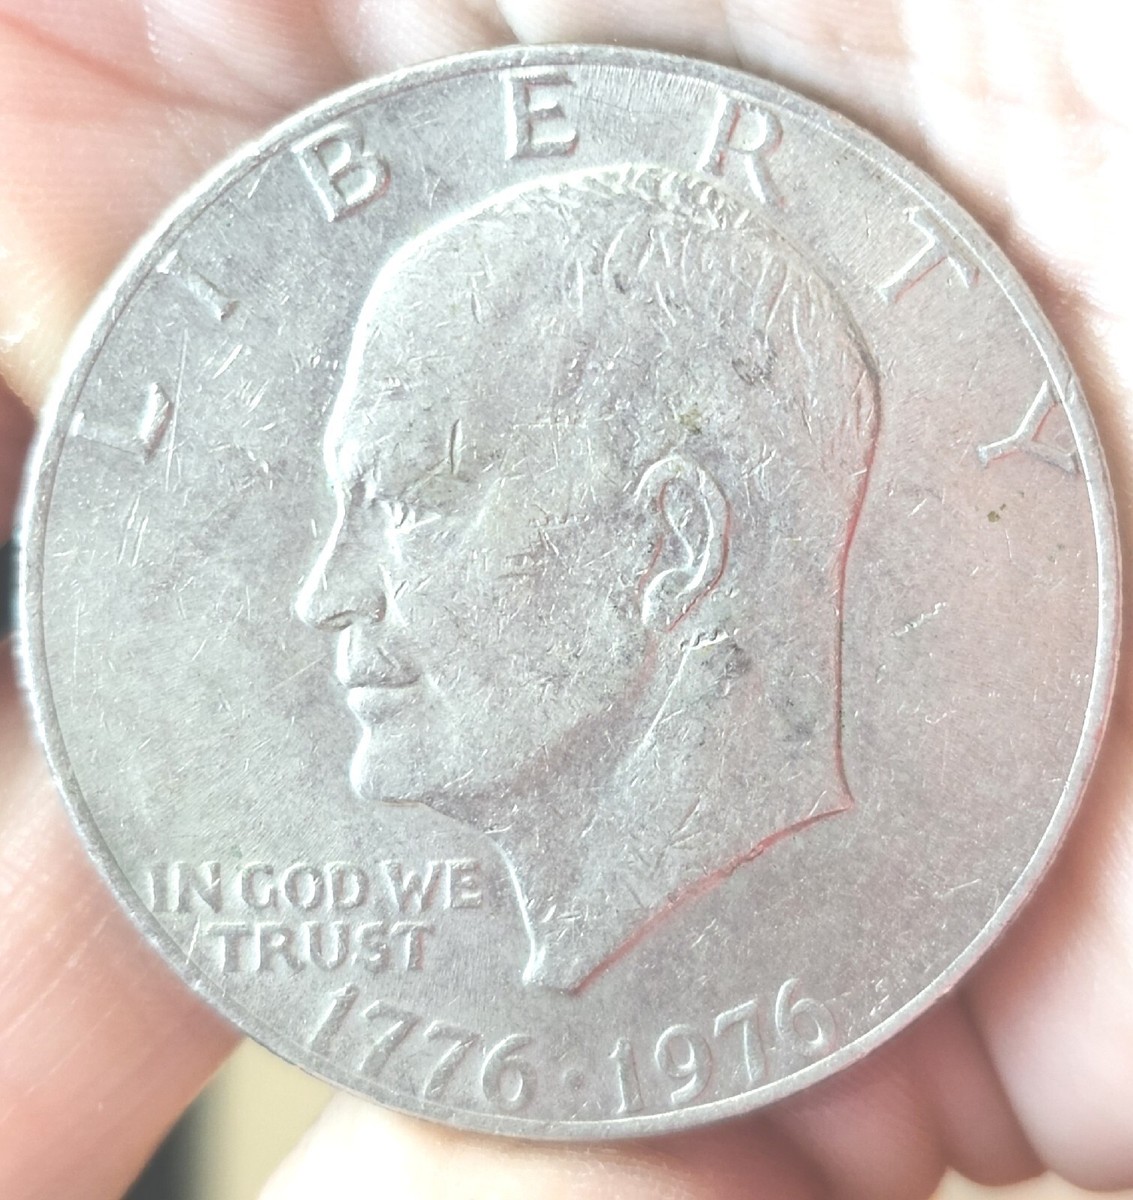 LIBERTY
IN GOD WE
TRUST
1776 · 1976